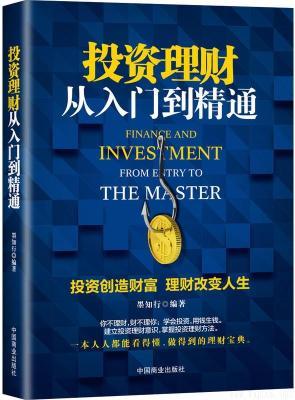 投资理财从入门到精通
投资理财
从入门到精通
FINANCE AND
INVESTMENT
FROM ENTRY TO
THE MASTER
投资创造财富 理财改变人生
墨知行◎编著
你不理财,财不理你;学会投资,用钱生钱。
建立投资理财意识,掌握投资理财方法。
一本人人都能看得懂、做得到的理财宝典。
中国商业出版社
中国商业出版社